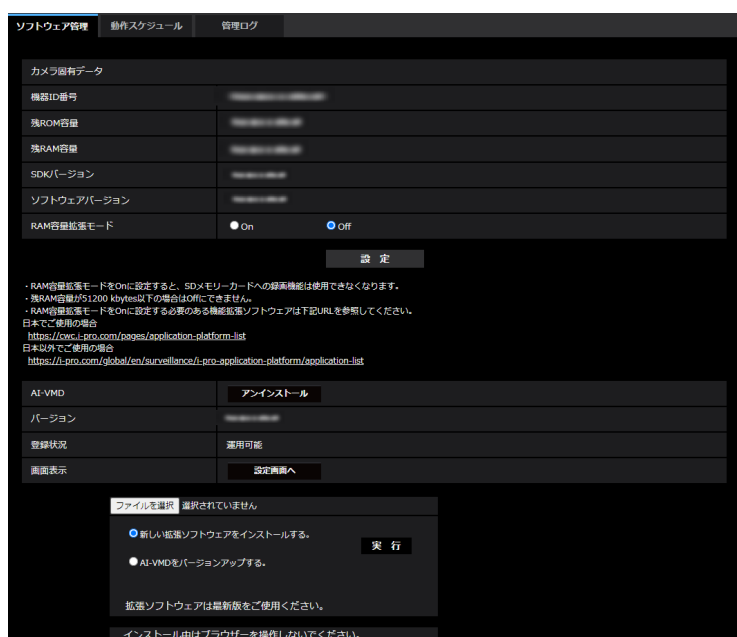 ソフトウェア管理 動作スケジュール 管理ログ
カメラ固有データ
機器ID番号
残ROM容量
残RAM容量
SDKバージョン
ソフトウェアバージョン
RAM容量拡張モード On Off
設 定
・RAM容量拡張モードをOnに設定すると、SDメモリーカードへの録画機能は使用できなくなります。
・残RAM容量が51200 kbytes以下の場合はOffにできません。
・RAM容量拡張モードをOnに設定する必要のある機能拡張ソフトウェアは下記URLを参照してください。
日本でご使用の場合
https://cwc.i-pro.com/pages/application-platform-list
日本以外でご使用の場合
https://i-pro.com/global/en/surveillance/i-pro-application-platform/application-list
AI-VMD アンインストール
バージョン
登録状況 運用可能
画面表示 設定画面へ
ファイルを選択 選択されていません
新しい拡張ソフトウェアをインストールする。
実 行
AI-VMDをバージョンアップする。
拡張ソフトウェアは最新版をご使用ください。
インストール中はブラウザーを操作しないでください。